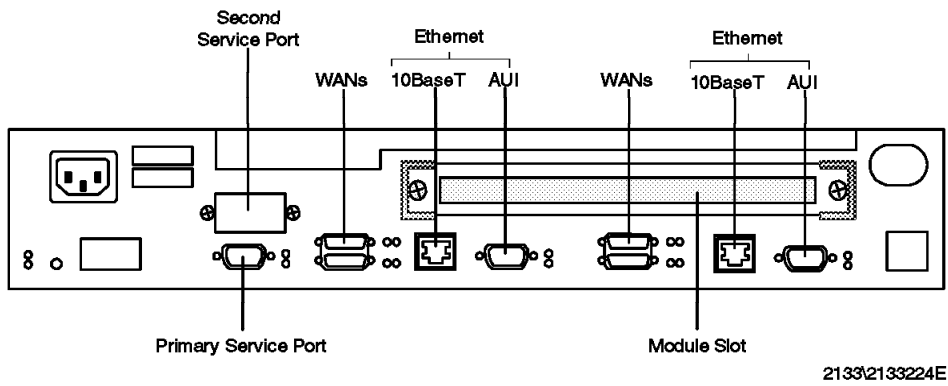 Second
Service Port
Ethernet
Ethernet
WANs
10BaseT
AUI
WANs
10BaseT
AUI
Primary Service Port
Module Slot
2133\2133224E